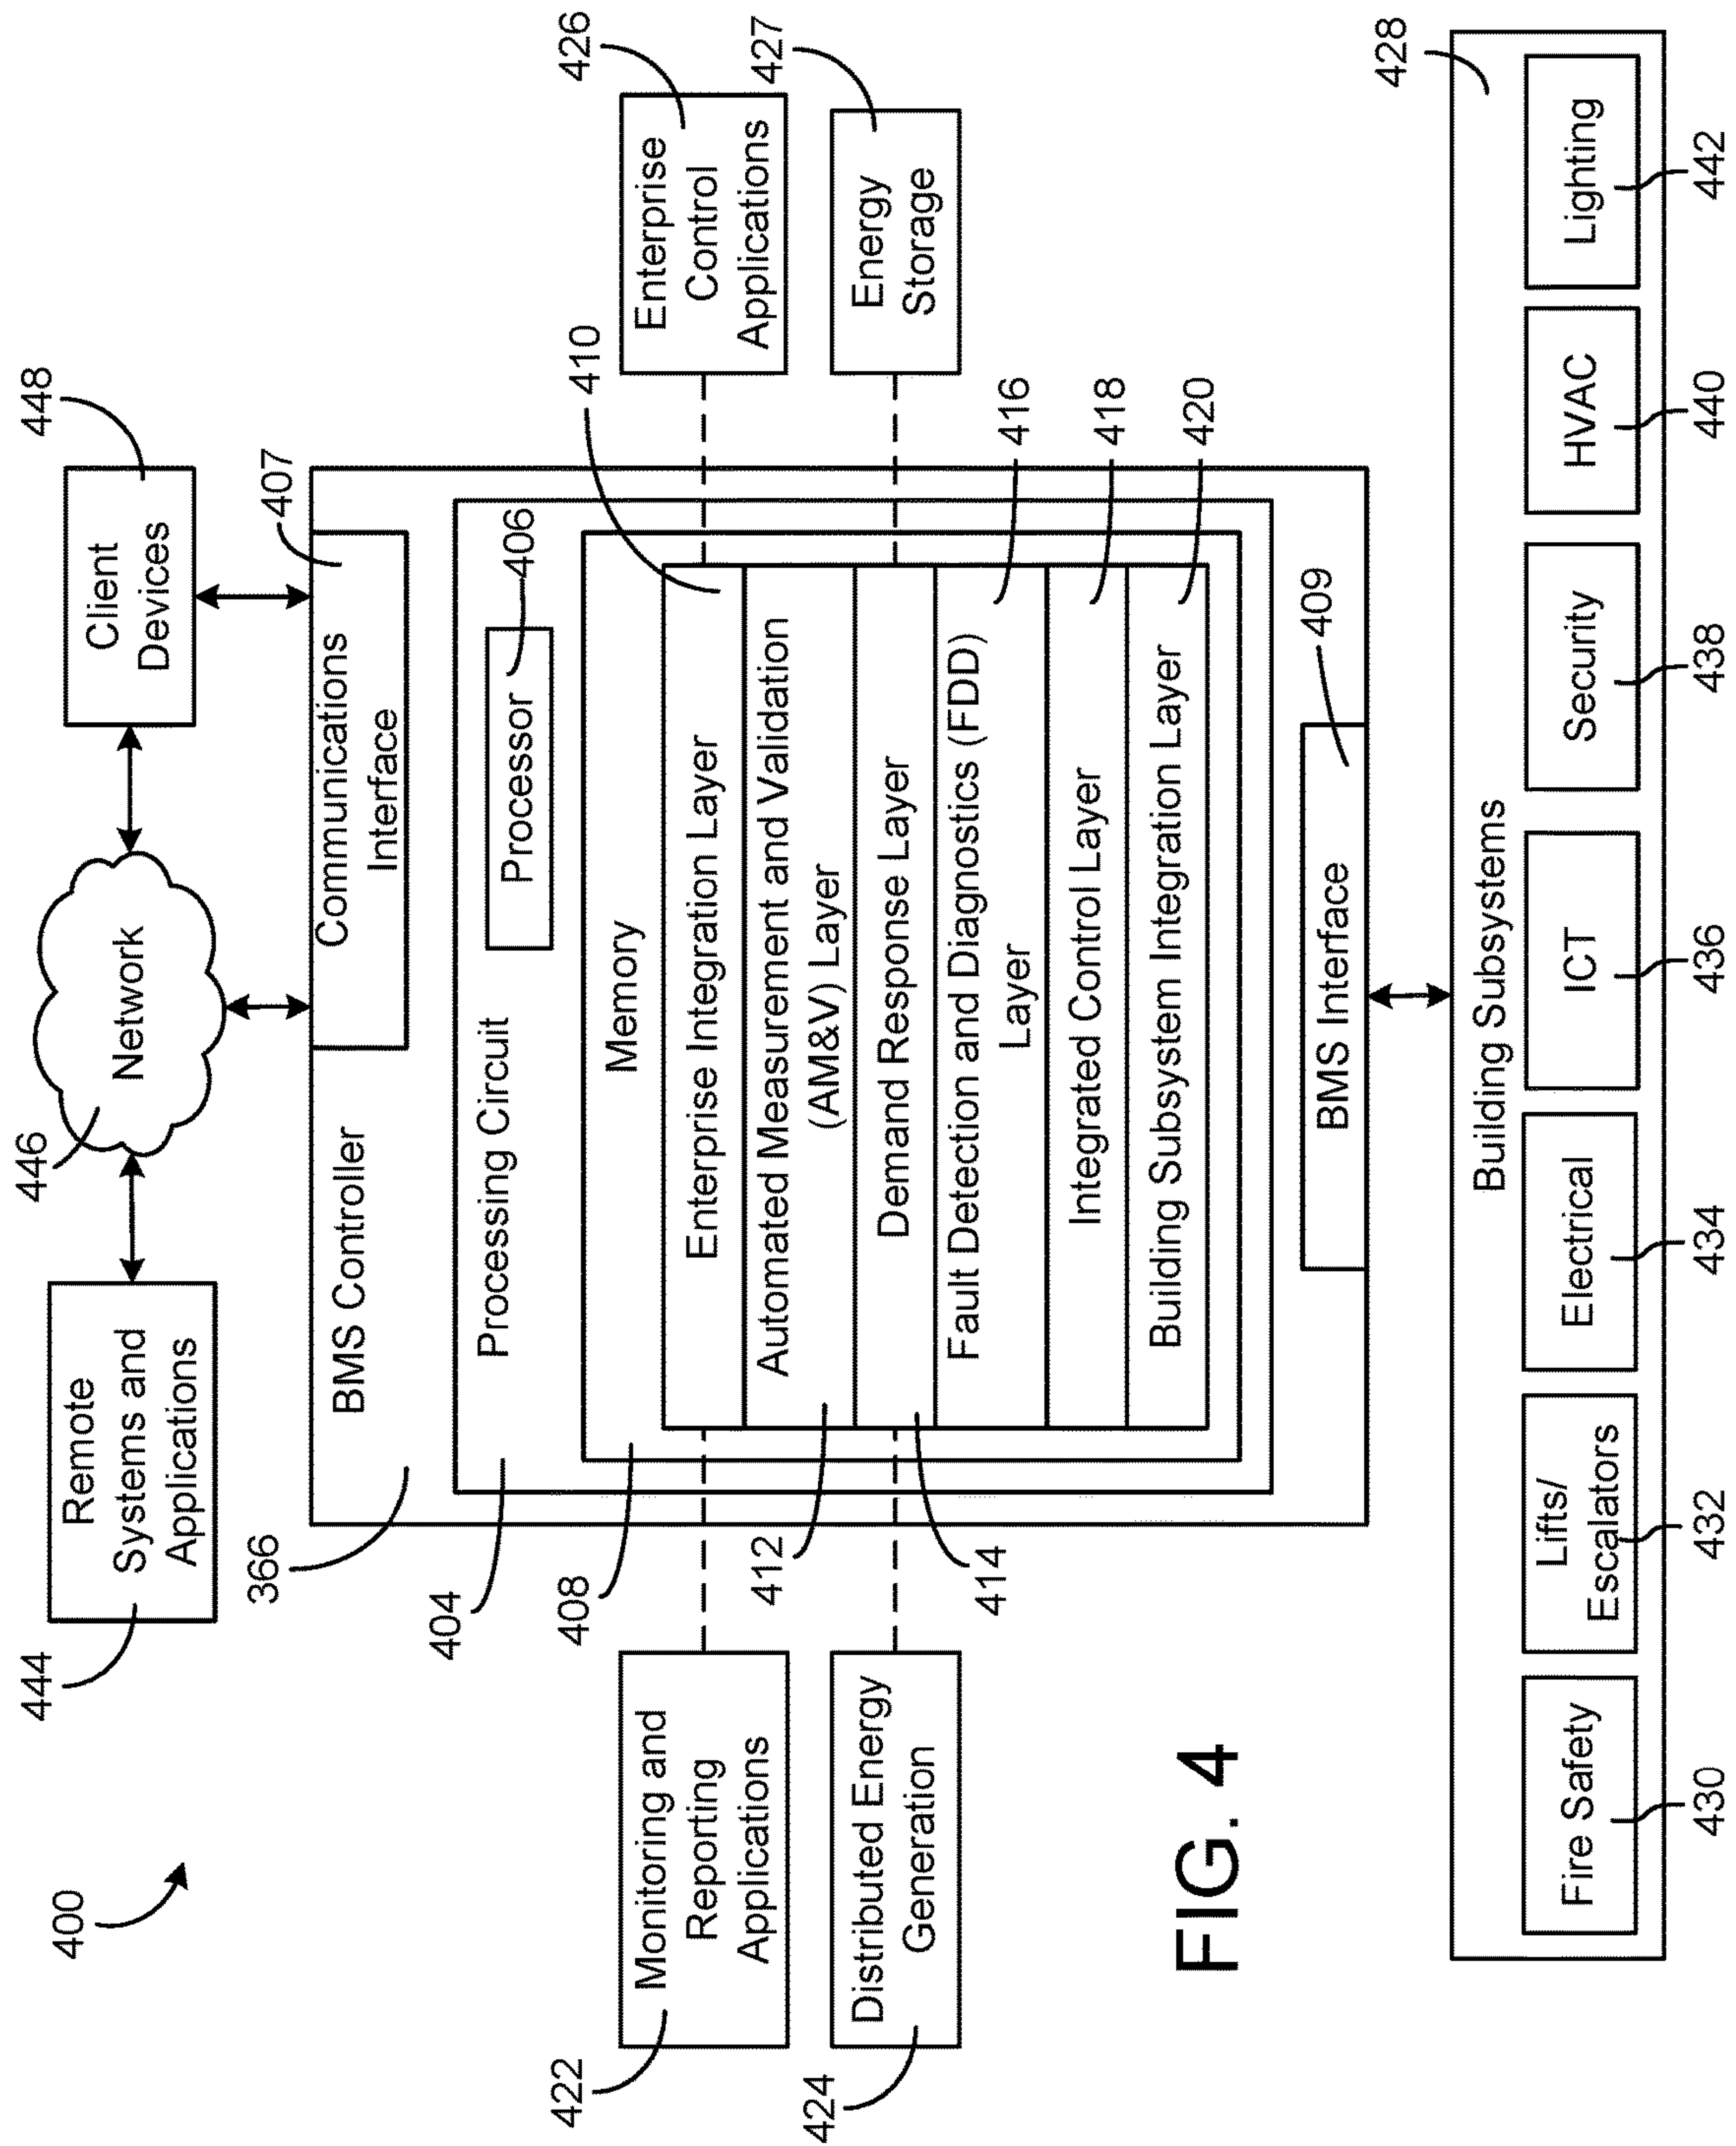 400
444
Remote
Systems and
Applications
446
Network
448
Client
Devices
366
BMS Controller
407
Communications
Interface
404
Processing Circuit
406
Processor
408
Memory
410
Enterprise Integration Layer
Automated Measurement and Validation
(AM&V) Layer
412
Demand Response Layer
414
Fault Detection and Diagnostics (FDD)
Layer
416
Integrated Control Layer
418
Building Subsystem Integration Layer
420
422
Monitoring and
Reporting
Applications
424
Distributed Energy
Generation
426
Enterprise
Control
Applications
427
Energy
Storage
BMS Interface
409
FIG. 4
428
Building Subsystems
Fire Safety
Lifts/
Escalators
Electrical
ICT
Security
HVAC
Lighting
430
432
434
436
438
440
442